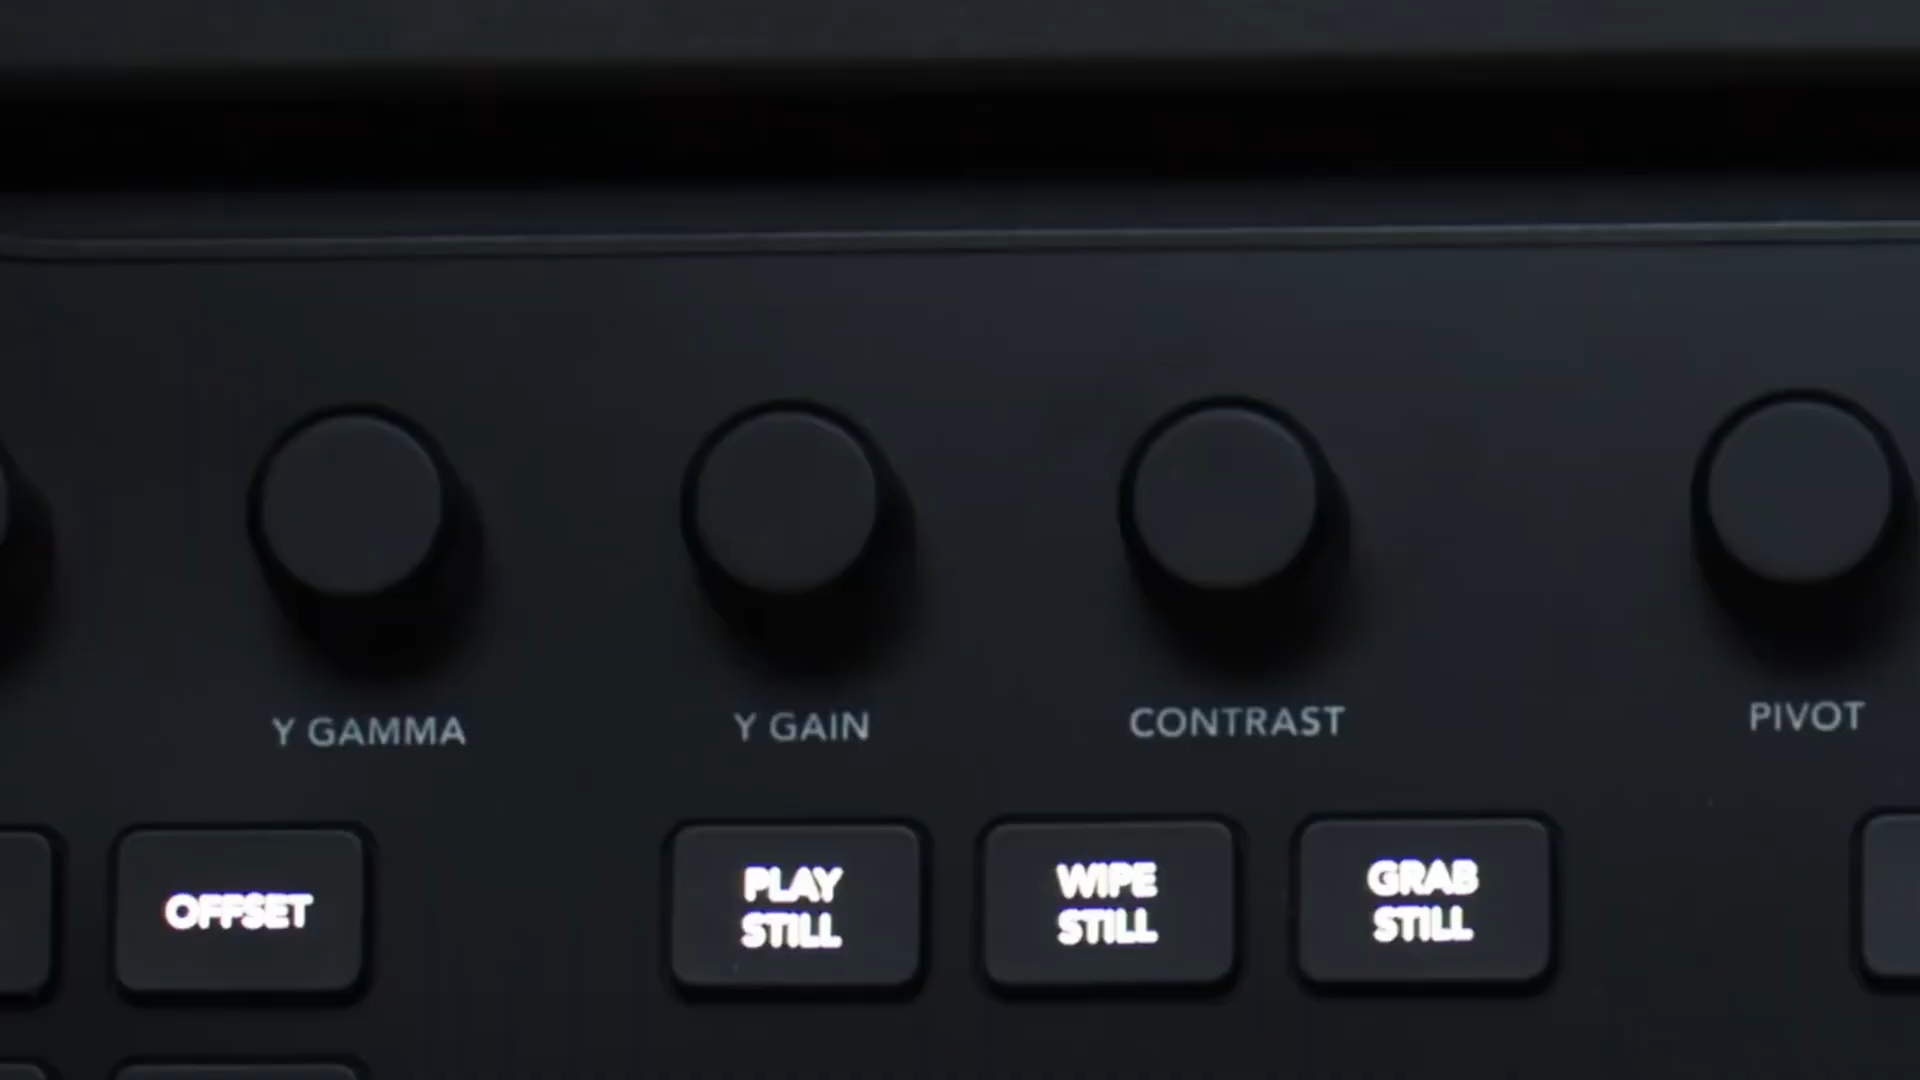 Y GAMMA
Y GAIN
CONTRAST
PIVOT
OFFSET
PLAY
STILL
WIPE
STILL
GRAB
STILL